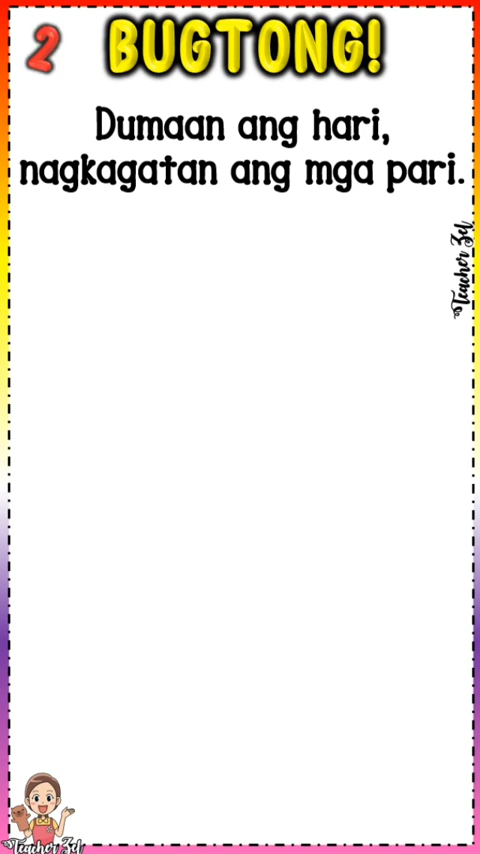 2 BUGTONG!
Dumaan ang hari,
nagkagatan ang mga pari.
Teacher Zel
Teacher Zel